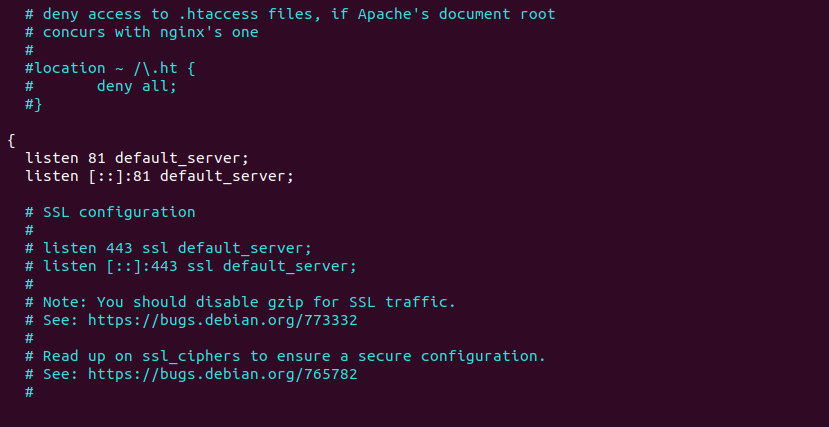 # deny access to .htaccess files, if Apache's document root
# concurs with nginx's one
#
#location ~ /\.ht {
#       deny all;
#}
{
listen 81 default_server;
listen [::]:81 default_server;
# SSL configuration
#
# listen 443 ssl default_server;
# listen [::]:443 ssl default_server;
#
# Note: You should disable gzip for SSL traffic.
# See: https://bugs.debian.org/773332
#
# Read up on ssl_ciphers to ensure a secure configuration.
# See: https://bugs.debian.org/765782
#